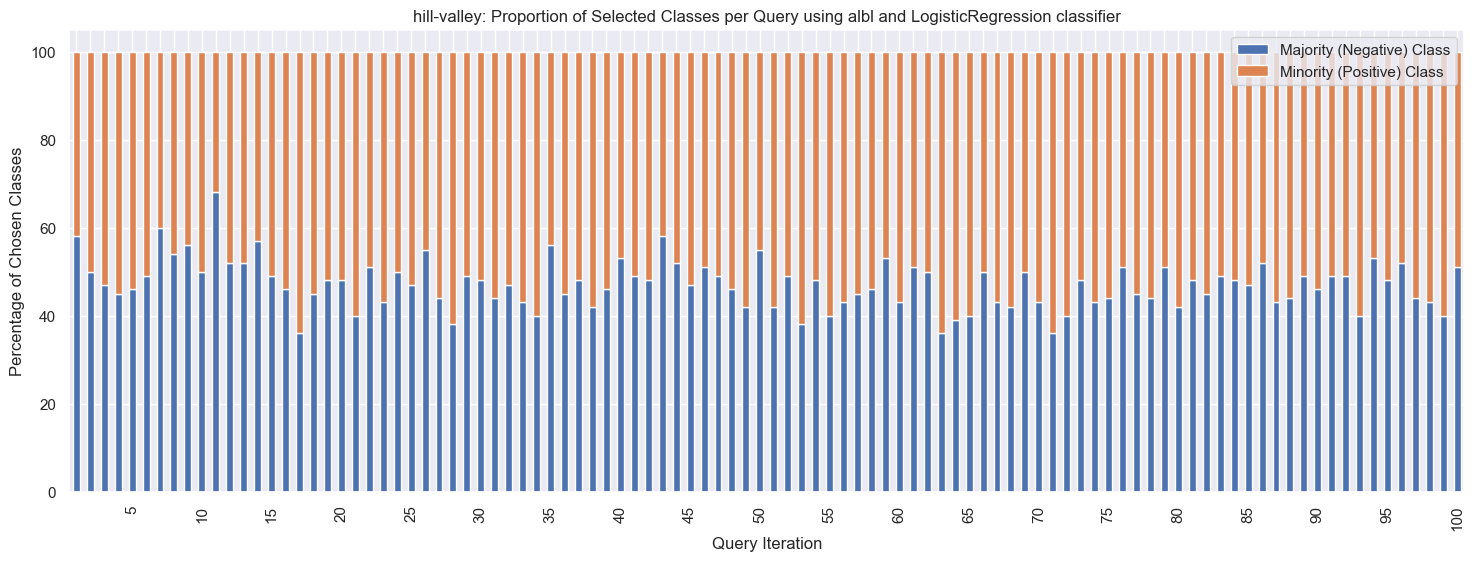 hill-valley: Proportion of Selected Classes per Query using albl and LogisticRegression classifier
Majority (Negative) Class
Minority (Positive) Class
Percentage of Chosen Classes
100
80
60
40
20
0
5 10 15 20 25 30 35 40 45 50 55 60 65 70 75 80 85 90 95 100
Query Iteration